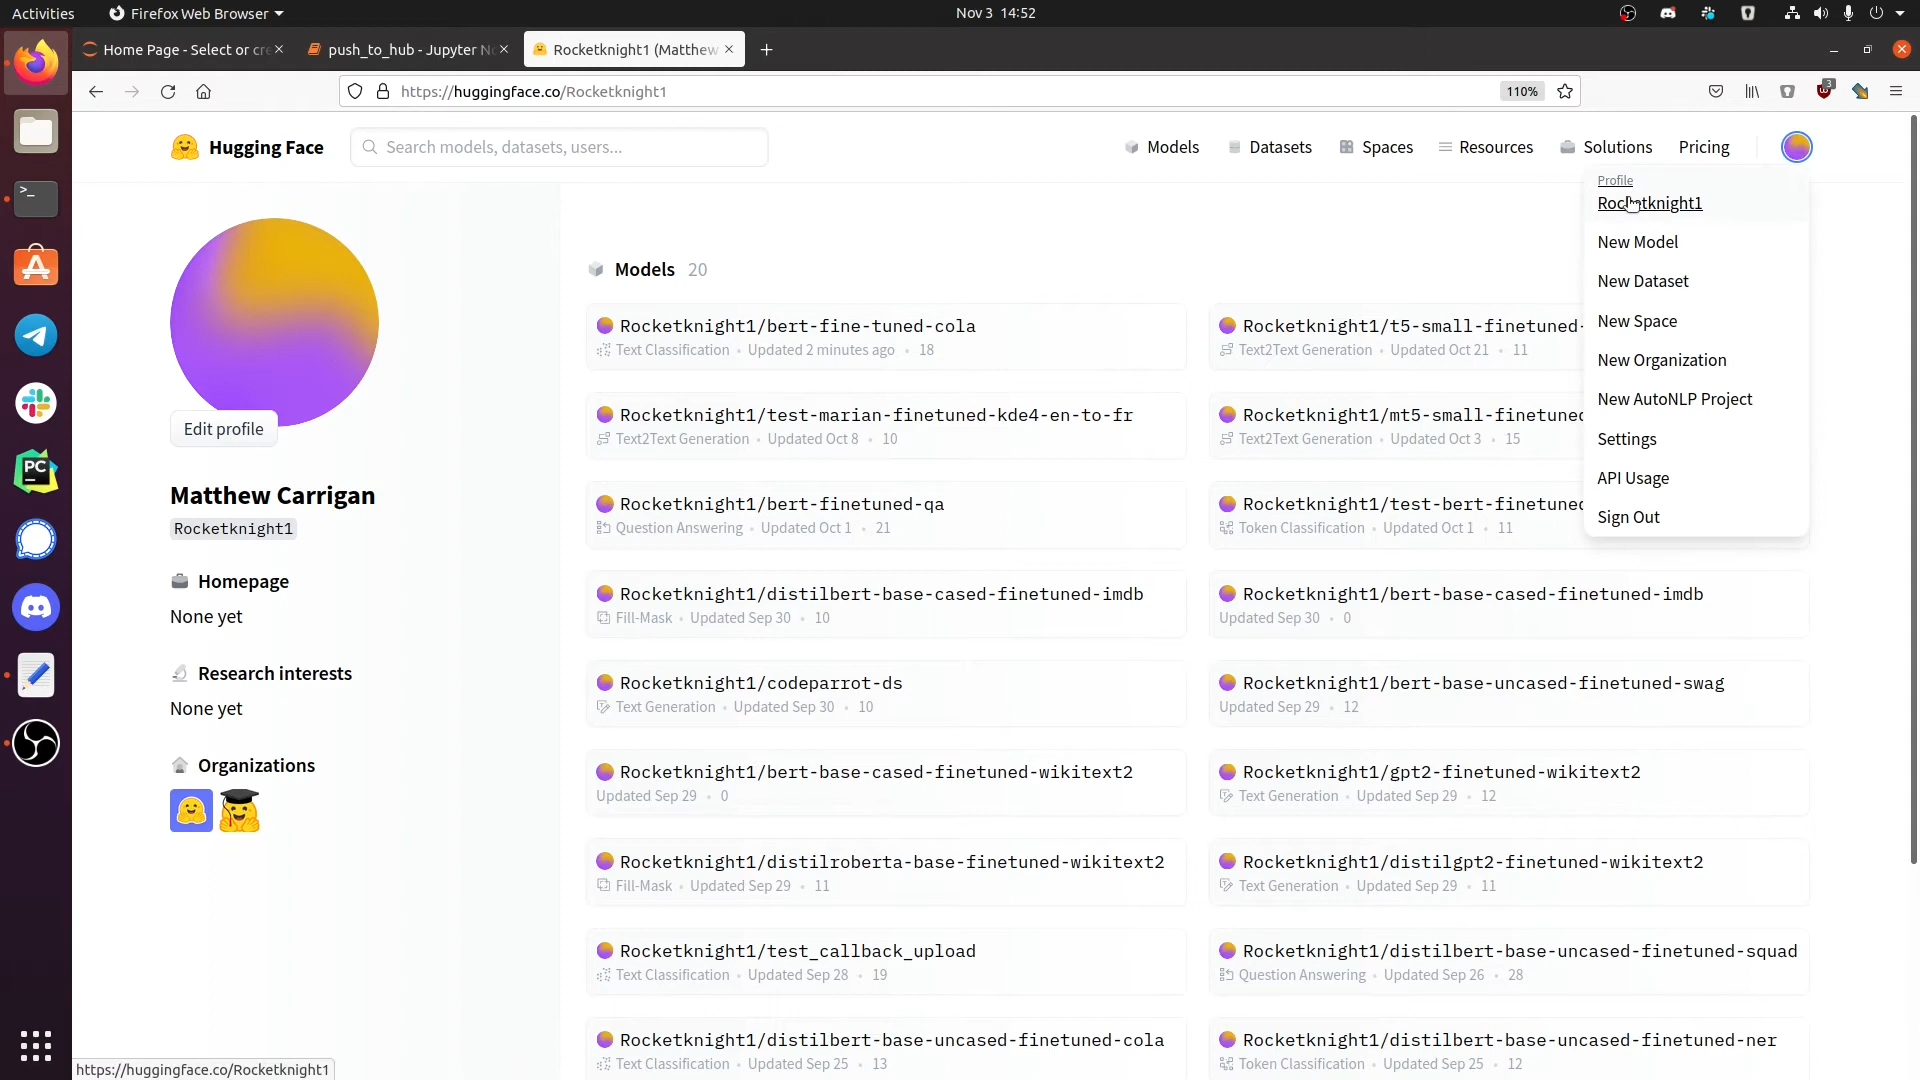 Activities
Firefox Web Browser
Nov 3 14:52
Home Page - Select or cre
push_to_hub - Jupyter No
Rocketknight1 (Matthew
https://huggingface.co/Rocketknight1
110%
3
Hugging Face
Search models, datasets, users...
Models
Datasets
Spaces
Resources
Solutions
Pricing
Profile
Rocketknight1
New Model
New Dataset
New Space
New Organization
New AutoNLP Project
Settings
API Usage
Sign Out
Edit profile
Matthew Carrigan
Rocketknight1
Homepage
None yet
Research interests
None yet
Organizations
Models 20
Rocketknight1/bert-fine-tuned-cola
Text Classification • Updated 2 minutes ago • 18
Rocketknight1/t5-small-finetuned-
Text2Text Generation • Updated Oct 21 • 11
Rocketknight1/test-marian-finetuned-kde4-en-to-fr
Text2Text Generation • Updated Oct 8 • 10
Rocketknight1/mt5-small-finetuned
Text2Text Generation • Updated Oct 3 • 15
Rocketknight1/bert-finetuned-qa
Question Answering • Updated Oct 1 • 21
Rocketknight1/test-bert-finetuned
Token Classification • Updated Oct 1 • 11
Rocketknight1/distilbert-base-cased-finetuned-imdb
Fill-Mask • Updated Sep 30 • 10
Rocketknight1/bert-base-cased-finetuned-imdb
Updated Sep 30 • 0
Rocketknight1/codeparrot-ds
Text Generation • Updated Sep 30 • 10
Rocketknight1/bert-base-uncased-finetuned-swag
Updated Sep 29 • 12
Rocketknight1/bert-base-cased-finetuned-wikitext2
Updated Sep 29 • 0
Rocketknight1/gpt2-finetuned-wikitext2
Text Generation • Updated Sep 29 • 12
Rocketknight1/distilroberta-base-finetuned-wikitext2
Fill-Mask • Updated Sep 29 • 11
Rocketknight1/distilgpt2-finetuned-wikitext2
Text Generation • Updated Sep 29 • 11
Rocketknight1/test_callback_upload
Text Classification • Updated Sep 28 • 19
Rocketknight1/distilbert-base-uncased-finetuned-squad
Question Answering • Updated Sep 26 • 28
Rocketknight1/distilbert-base-uncased-finetuned-cola
Text Classification • Updated Sep 25 • 13
Rocketknight1/distilbert-base-uncased-finetuned-ner
Token Classification • Updated Sep 25 • 12
https://huggingface.co/Rocketknight1
PC